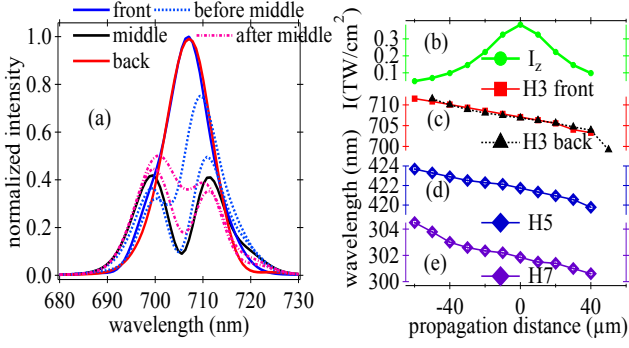 front
before middle
middle
after middle
back
(a)
normalized intensity
1.0
0.8
0.6
0.4
0.2
0.0
680
690
700
710
720
730
wavelength (nm)
I(TW/cm²)
0.3
0.2
0.1
(b)
I_z
H3 front
710
705
700
(c)
H3 back
wavelength (nm)
424
422
420
(d)
H5
304
302
300
(e)
H7
-40
0
40
propagation distance (µm)